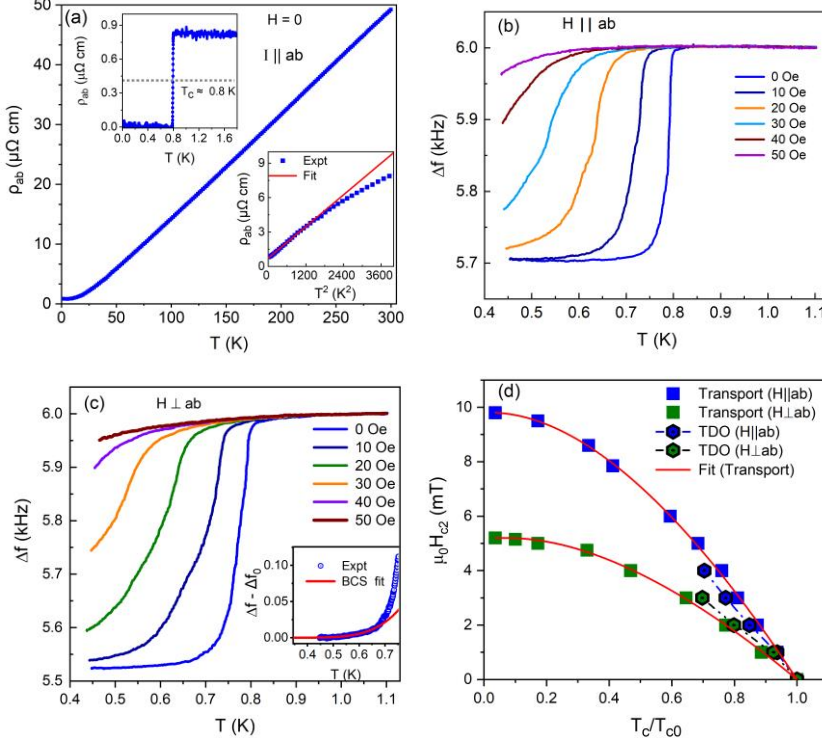 (a)
H = 0
I || ab
ρab (μΩ cm)
50
40
30
20
10
0
0
50
100
150
200
250
300
T (K)
ρab (μΩ cm)
0.9
0.6
0.3
0.0
TC ≈ 0.8 K
0.0 0.4 0.8 1.2 1.6
T (K)
ρab (μΩ cm)
9
6
3
0
Expt
Fit
1200 2400 3600
T2 (K2)
(b)
H || ab
Δf (kHz)
6.0
5.9
5.8
5.7
0 Oe
10 Oe
20 Oe
30 Oe
40 Oe
50 Oe
0.4 0.5 0.6 0.7 0.8 0.9 1.0 1.1
T (K)
(c)
H ⊥ ab
Δf (kHz)
6.0
5.9
5.8
5.7
5.6
5.5
0 Oe
10 Oe
20 Oe
30 Oe
40 Oe
50 Oe
0.4 0.5 0.6 0.7 0.8 0.9 1.0 1.1
T (K)
Δf - Δf0
0.10
0.05
0.00
Expt
BCS fit
0.4 0.5 0.6 0.7
T (K)
(d)
Transport (H||ab)
Transport (H⊥ab)
TDO (H||ab)
TDO (H⊥ab)
Fit (Transport)
μ0Hc2 (mT)
10
8
6
4
2
0
0.0 0.2 0.4 0.6 0.8 1.0
Tc/Tc0